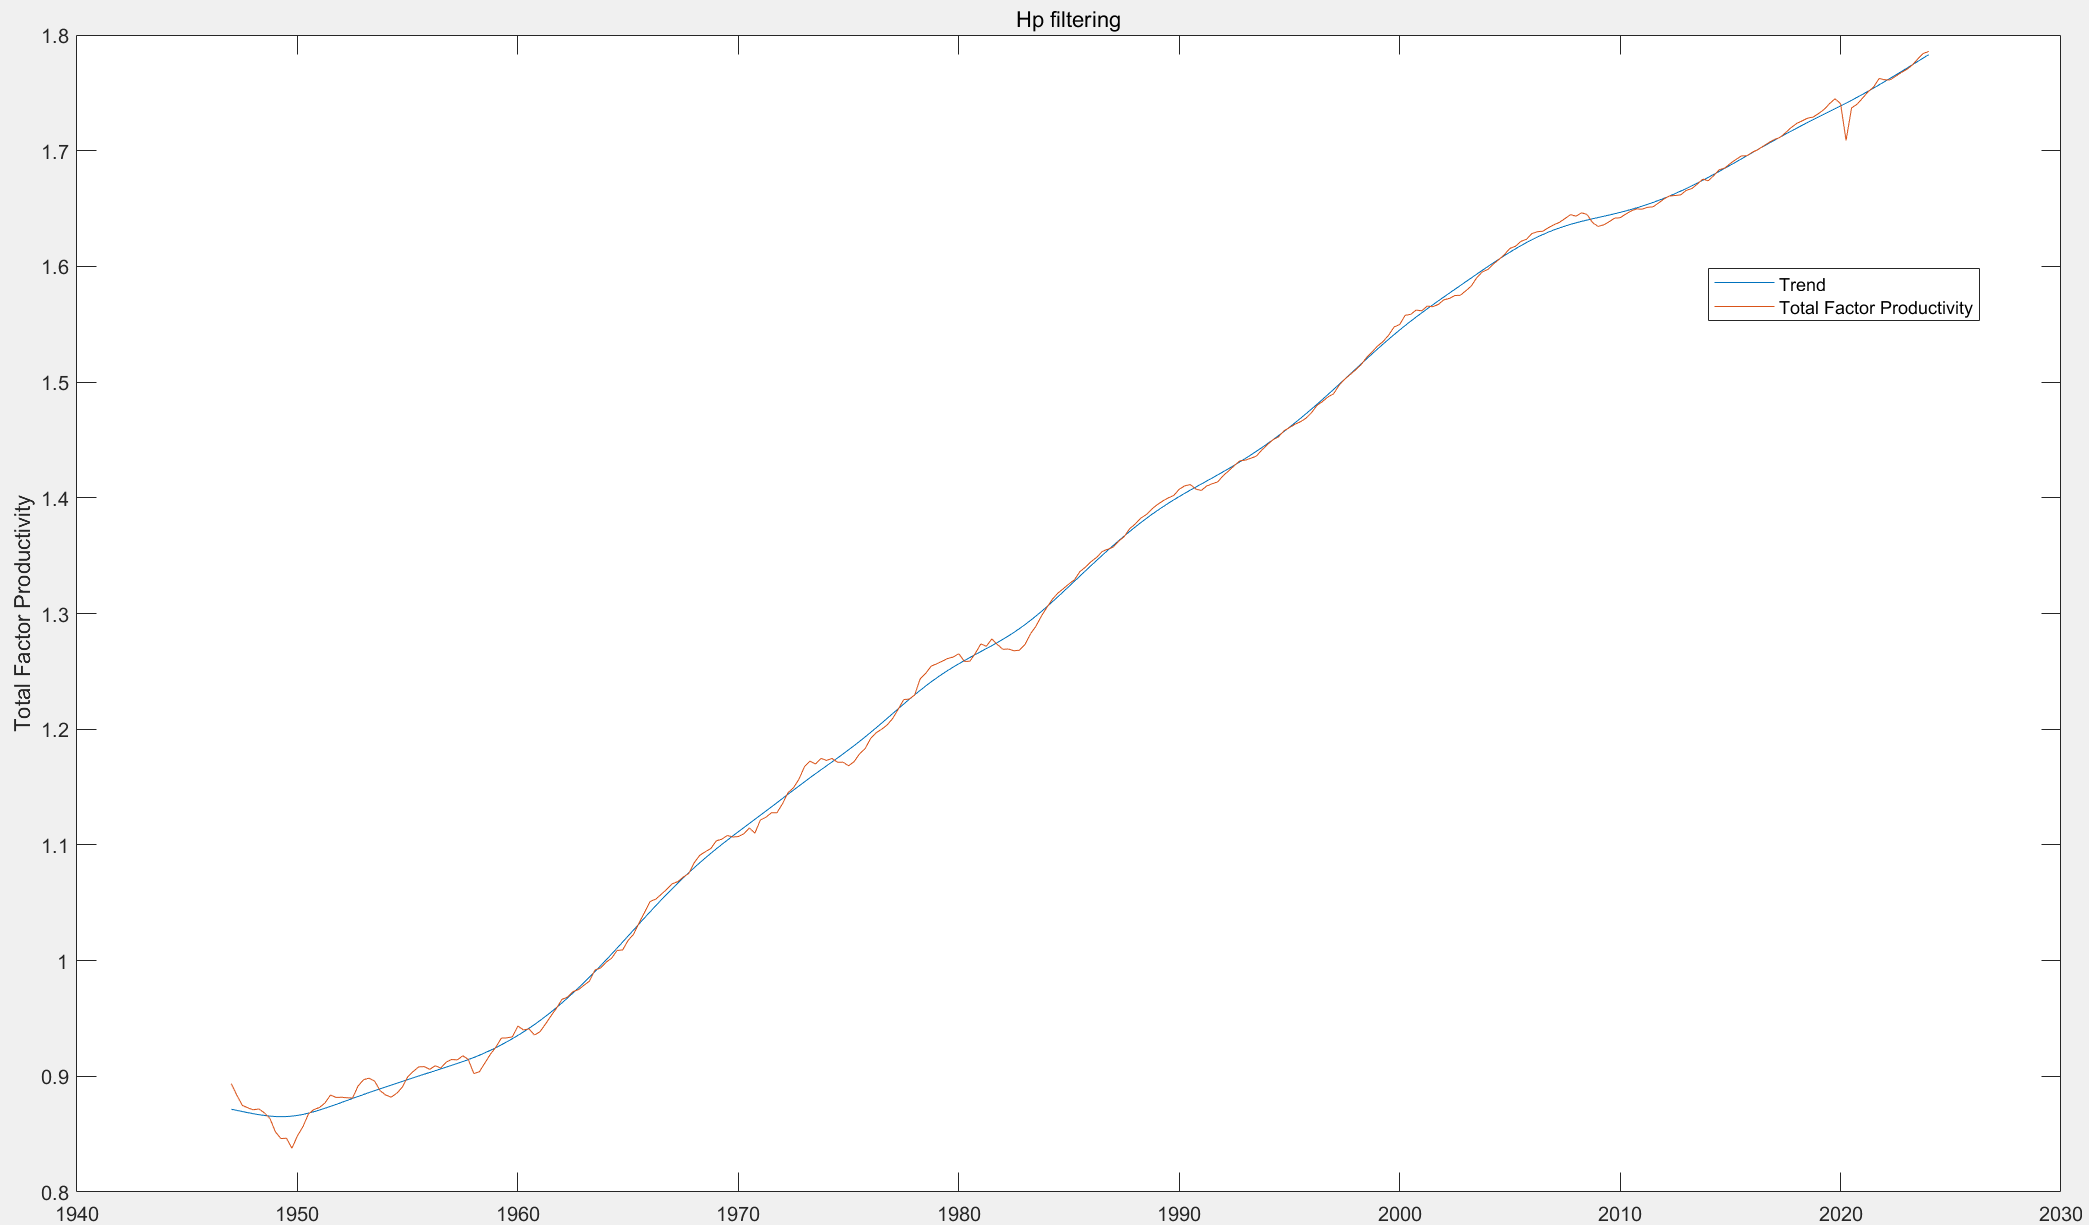 Hp filtering
1.8
1.7
1.6
1.5
1.4
1.3
1.2
1.1
1
0.9
0.8
Total Factor Productivity
Trend
Total Factor Productivity
1940 1950 1960 1970 1980 1990 2000 2010 2020 2030